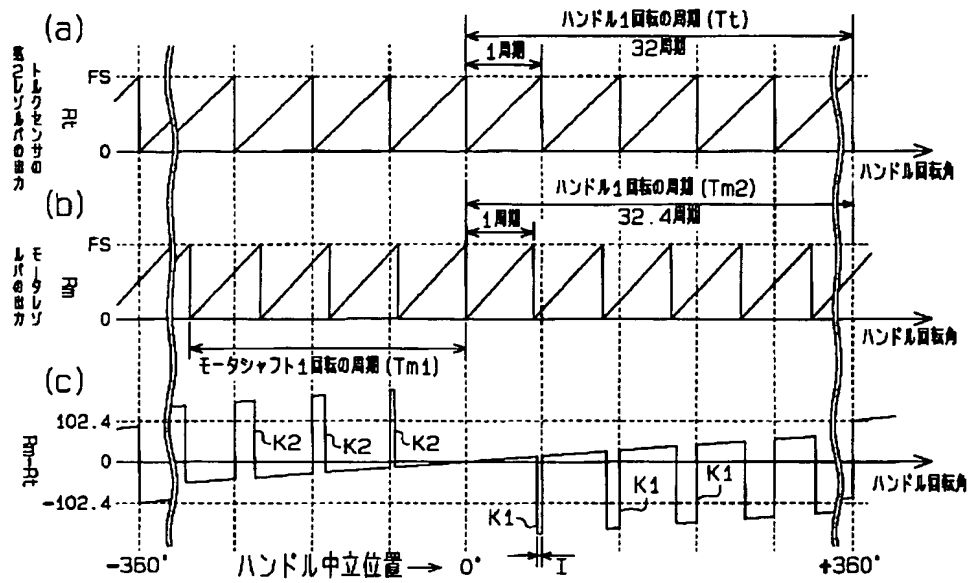 (a)
ハンドル1回転の周期(Tt)
32周期
1周期
FS
0
トルクセンサの
第2レゾルバの出力
Rt
ハンドル回転角
(b)
ハンドル1回転の周期(Tm2)
32.4周期
1周期
FS
0
モータレゾ
ルバの出力
Rm
ハンドル回転角
モータシャフト1回転の周期(Tm1)
(c)
102.4
0
-102.4
Rm-Rt
K2
K2
K2
K1
K1
K1
ハンドル回転角
I
-360°
ハンドル中立位置→
0°
+360°